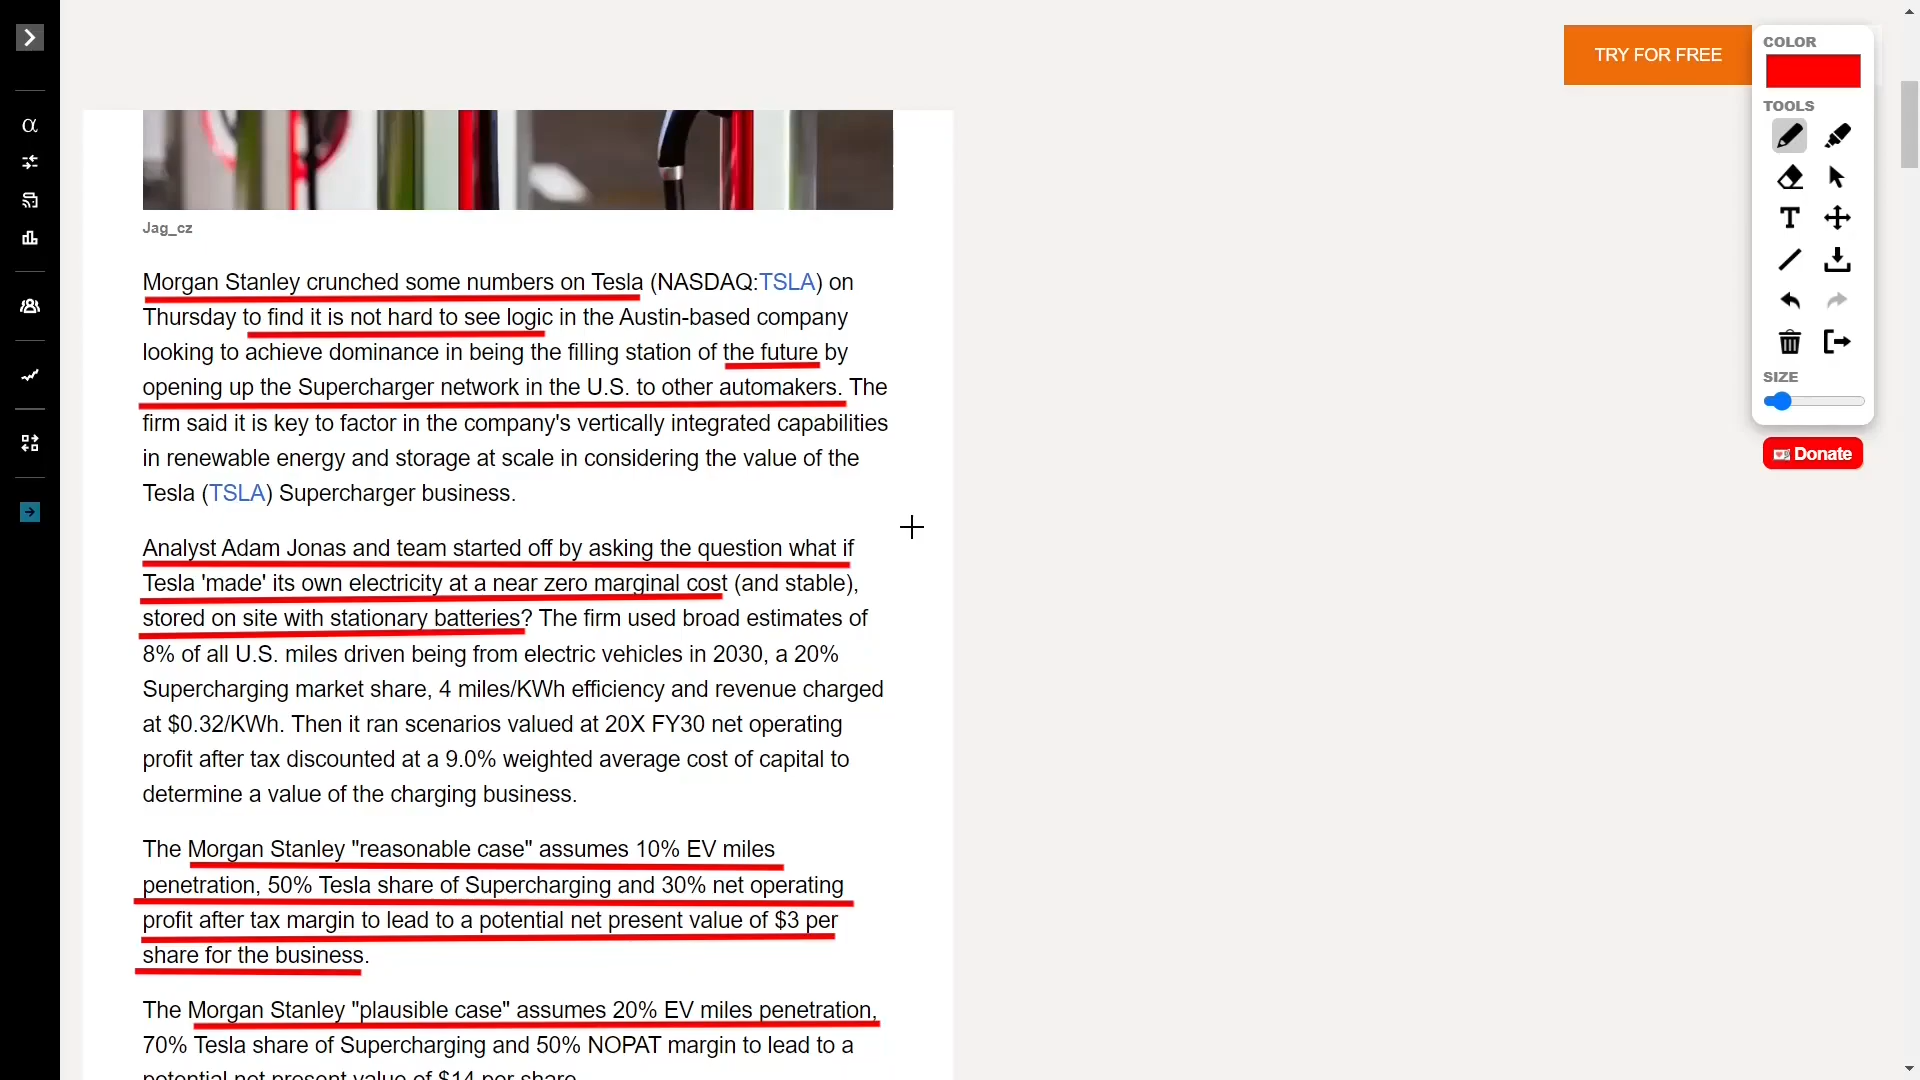 TRY FOR FREE
COLOR
TOOLS
SIZE
Donate
Jag_cz
Morgan Stanley crunched some numbers on Tesla (NASDAQ:TSLA) on
Thursday to find it is not hard to see logic in the Austin-based company
looking to achieve dominance in being the filling station of the future by
opening up the Supercharger network in the U.S. to other automakers. The
firm said it is key to factor in the company's vertically integrated capabilities
in renewable energy and storage at scale in considering the value of the
Tesla (TSLA) Supercharger business.
Analyst Adam Jonas and team started off by asking the question what if
Tesla 'made' its own electricity at a near zero marginal cost (and stable),
stored on site with stationary batteries? The firm used broad estimates of
8% of all U.S. miles driven being from electric vehicles in 2030, a 20%
Supercharging market share, 4 miles/KWh efficiency and revenue charged
at $0.32/KWh. Then it ran scenarios valued at 20X FY30 net operating
profit after tax discounted at a 9.0% weighted average cost of capital to
determine a value of the charging business.
The Morgan Stanley "reasonable case" assumes 10% EV miles
penetration, 50% Tesla share of Supercharging and 30% net operating
profit after tax margin to lead to a potential net present value of $3 per
share for the business.
The Morgan Stanley "plausible case" assumes 20% EV miles penetration,
70% Tesla share of Supercharging and 50% NOPAT margin to lead to a
potential net present value of $14 per share